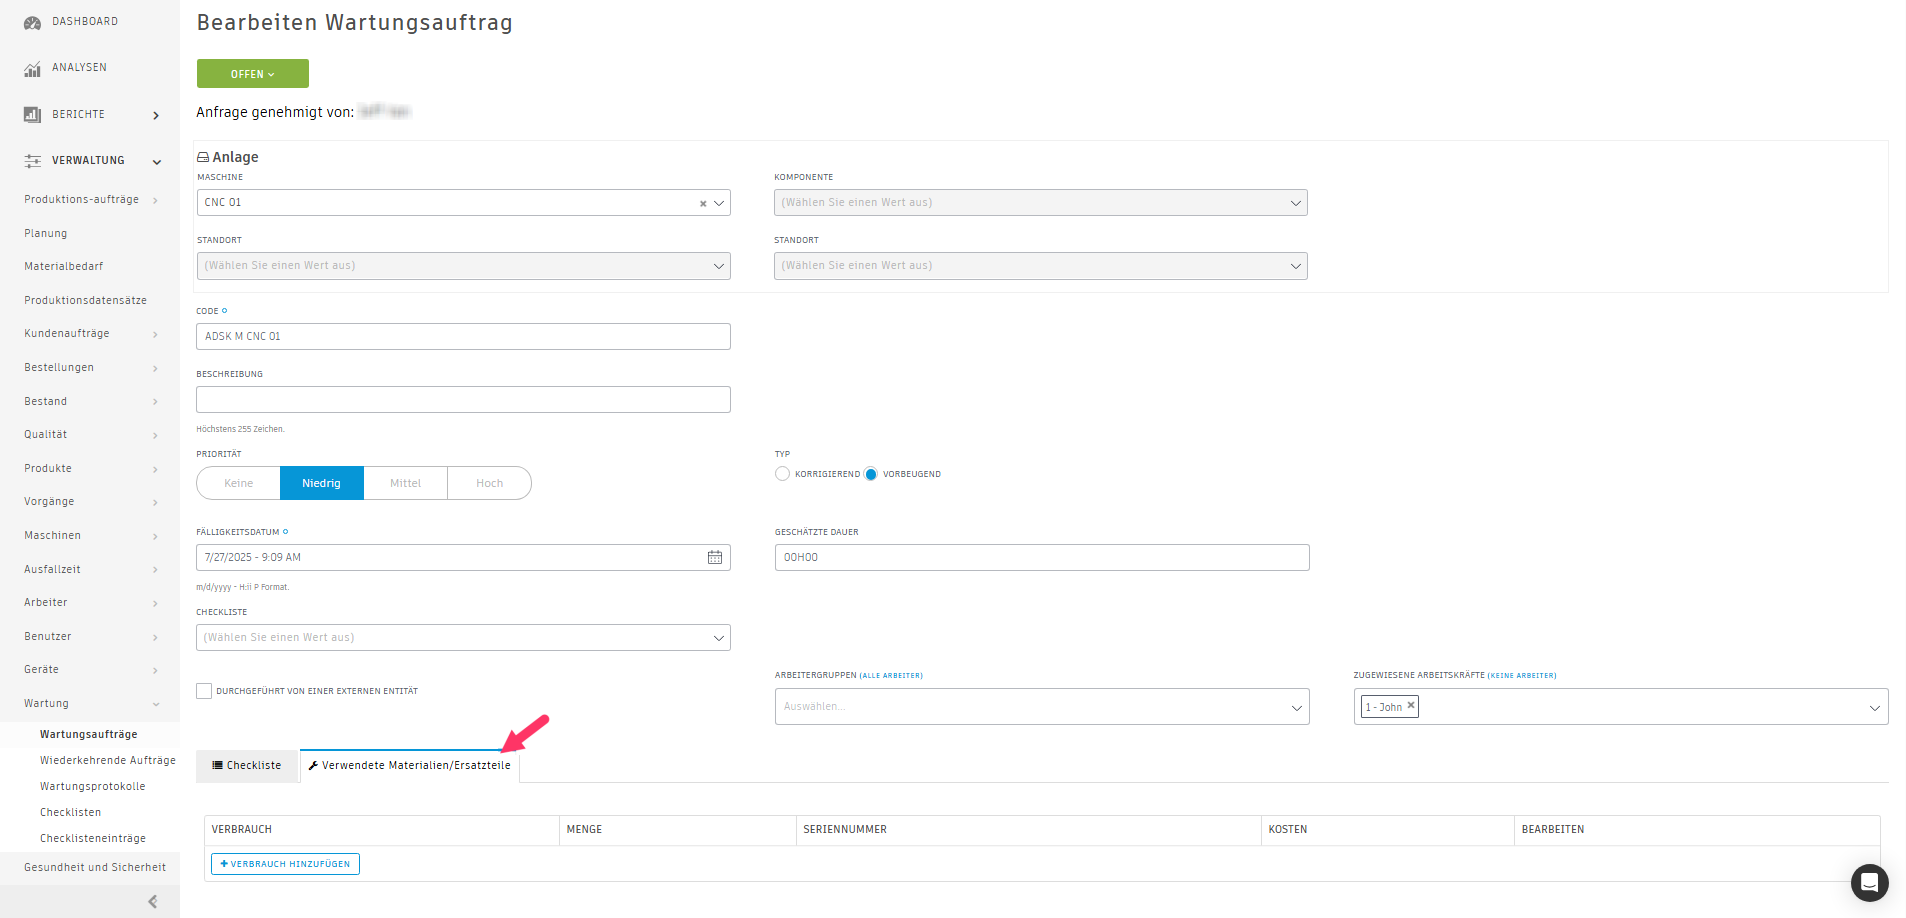 DASHBOARD
ANALYSEN
BERICHTE
VERWALTUNG
Produktions-aufträge
Planung
Materialbedarf
Produktionsdatensätze
Kundenaufträge
Bestellungen
Bestand
Qualität
Produkte
Vorgänge
Maschinen
Ausfallzeit
Arbeiter
Benutzer
Geräte
Wartung
Wartungsaufträge
Wiederkehrende Aufträge
Wartungsprotokolle
Checklisten
Checklisteneinträge
Gesundheit und Sicherheit
Bearbeiten Wartungsauftrag
OFFEN
Anfrage genehmigt von:
Anlage
MASCHINE
KOMPONENTE
CNC 01
(Wählen Sie einen Wert aus)
STANDORT
STANDORT
(Wählen Sie einen Wert aus)
(Wählen Sie einen Wert aus)
CODE
ADSK M CNC 01
BESCHREIBUNG
Höchstens 255 Zeichen.
PRIORITÄT
TYP
Keine Niedrig Mittel Hoch
KORRIGIEREND VORBEUGEND
FÄLLIGKEITSDATUM
GESCHÄTZTE DAUER
7/27/2025 - 9:09 AM
00H00
m/d/yyyy - H:ii P Format.
CHECKLISTE
(Wählen Sie einen Wert aus)
DURCHGEFÜHRT VON EINER EXTERNEN ENTITÄT
ARBEITERGRUPPEN (ALLE ARBEITER)
Auswählen...
ZUGEWIESENE ARBEITSKRÄFTE (KEINE ARBEITER)
1 - John
Checkliste
Verwendete Materialien/Ersatzteile
VERBRAUCH MENGE SERIENNUMMER KOSTEN BEARBEITEN
+ VERBRAUCH HINZUFÜGEN